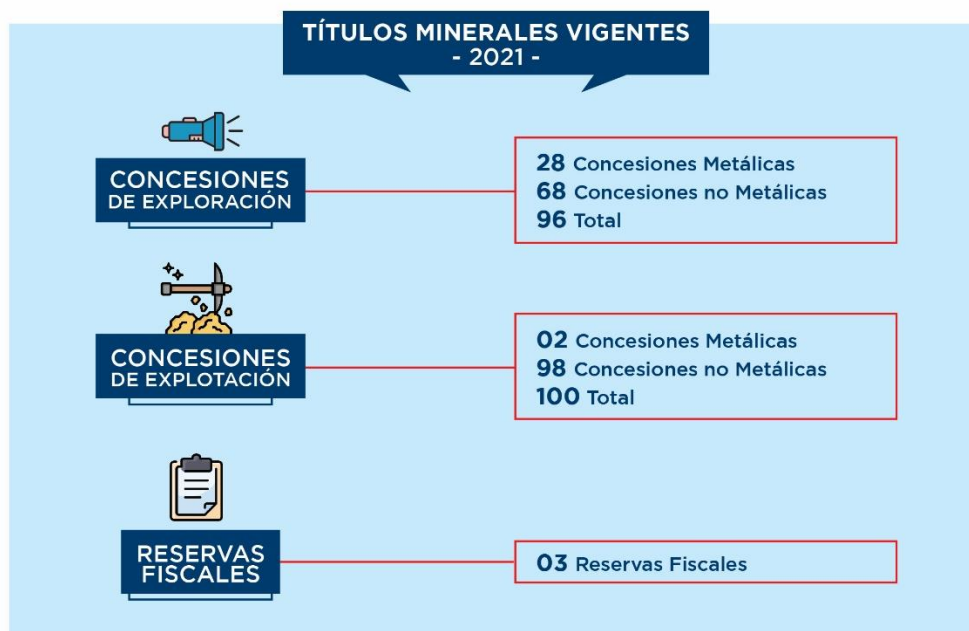 TÍTULOS MINERALES VIGENTES
- 2021 -
CONCESIONES
DE EXPLORACIÓN
28 Concesiones Metálicas
68 Concesiones no Metálicas
96 Total
CONCESIONES
DE EXPLOTACIÓN
02 Concesiones Metálicas
98 Concesiones no Metálicas
100 Total
RESERVAS
FISCALES
03 Reservas Fiscales